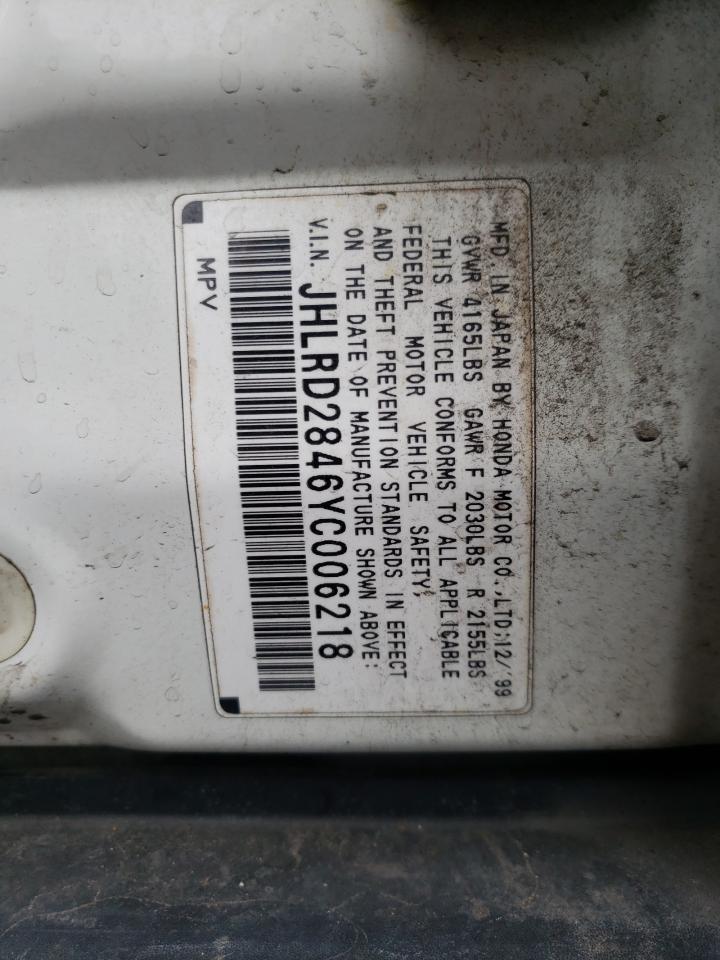 MFD IN JAPAN BY HONDA MOTOR CO.,LTD;12/'99
GVWR 4165LBS GAWR F 2030LBS R 2155LBS
THIS VEHICLE CONFORMS TO ALL APPLICABLE
FEDERAL MOTOR VEHICLE SAFETY,
AND THEFT PREVENTION STANDARDS IN EFFECT
ON THE DATE OF MANUFACTURE SHOWN ABOVE:
V.I.N. JHLRD2846YC006218
MPV